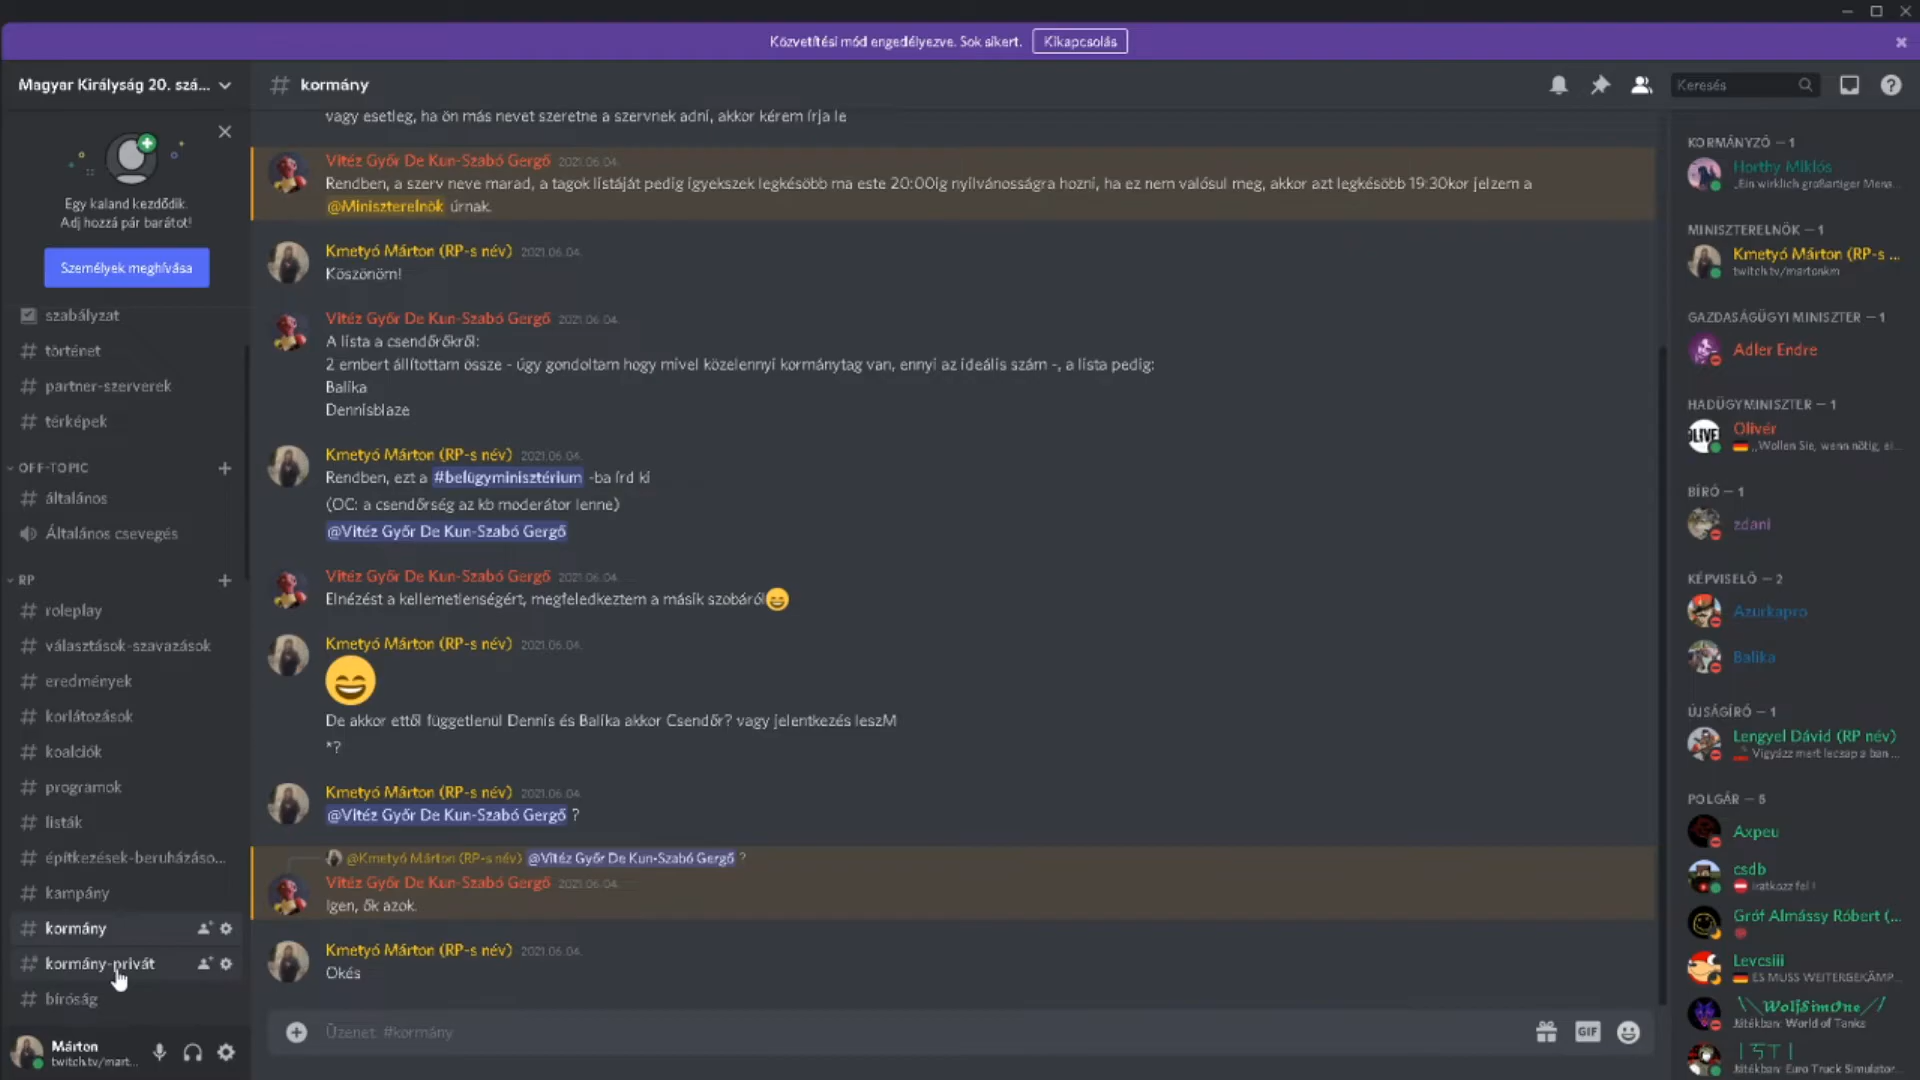 Közvetítési mód engedélyezve. Sok sikert.
Kikapcsolás
Magyar Királyság 20. szá...
kormány
Keresés
Egy kaland kezdődik.
Adj hozzá pár barátot!
Személyek meghívása
szabályzat
történet
partner-szerverek
térképek
OFF-TOPIC
általános
Általános csevegés
RP
roleplay
választások-szavazások
eredmények
korlátozások
koalciók
programok
listák
építkezések-beruházáso...
kampány
kormány
kormány-privát
bíróság
Márton
twitch.tv/mart...
vagy esetleg, ha ön más nevet szeretne a szervnek adni, akkor kérem írja le
Vitéz Győr De Kun-Szabó Gergő 2021.06.04.
Rendben, a szerv neve marad, a tagok listáját pedig igyekszek legkésöbb ma este 20:00ig nyilvánosságra hozni, ha ez nem valósul meg, akkor azt legkésöbb 19:30kor jelzem a
@Miniszterelnök úrnak.
Kmetyó Márton (RP-s név) 2021.06.04.
Köszönöm!
Vitéz Győr De Kun-Szabó Gergő 2021.06.04.
A lista a csendőrőkről:
2 embert állítottam össze - úgy gondoltam hogy mivel közelennyi kormánytag van, ennyi az ideális szám -, a lista pedig:
Balika
Dennisblaze
Kmetyó Márton (RP-s név) 2021.06.04.
Rendben, ezt a #belügyminisztérium -ba írd ki
(OC: a csendőrség az kb moderátor lenne)
@Vitéz Győr De Kun-Szabó Gergő
Vitéz Győr De Kun-Szabó Gergő 2021.06.04.
Elnézést a kellemetlenségért, megfeledkeztem a másik szobáról
Kmetyó Márton (RP-s név) 2021.06.04.
De akkor ettől függetlenül Dennis és Balika akkor Csendőr? vagy jelentkezés leszM
*?
Kmetyó Márton (RP-s név) 2021.06.04.
@Vitéz Győr De Kun-Szabó Gergő ?
@Kmetyó Márton (RP-s név) @Vitéz Győr De Kun-Szabó Gergő ?
Vitéz Győr De Kun-Szabó Gergő 2021.06.04.
Igen, ők azok.
Kmetyó Márton (RP-s név) 2021.06.04.
Okés
Üzenet: #kormány
GIF
KORMÁNYZÓ — 1
Horthy Miklós
„Ein wirklich großartiger Mens...
MINISZTERELNÖK — 1
Kmetyó Márton (RP-s ...
twitch.tv/martonkm
GAZDASÁGÜGYI MINISZTER — 1
Adler Endre
HADÜGYMINISZTER — 1
Olivér
„Wollen Sie, wenn nötig, ei...
BÍRÓ — 1
zdani
KÉPVISELŐ — 2
Azurkapro
Balika
ÚJSÁGÍRÓ — 1
Lengyel Dávid (RP név)
Vigyázz mert lecsap a ban ...
POLGÁR — 5
Axpeu
csdb
Iratkozz fel !
Gróf Almássy Róbert (...
Levcsiii
ES MUSS WEITERGEKÄMP...
WolfSimOne
Játékban: World of Tanks
Játékban: Euro Truck Simulator...